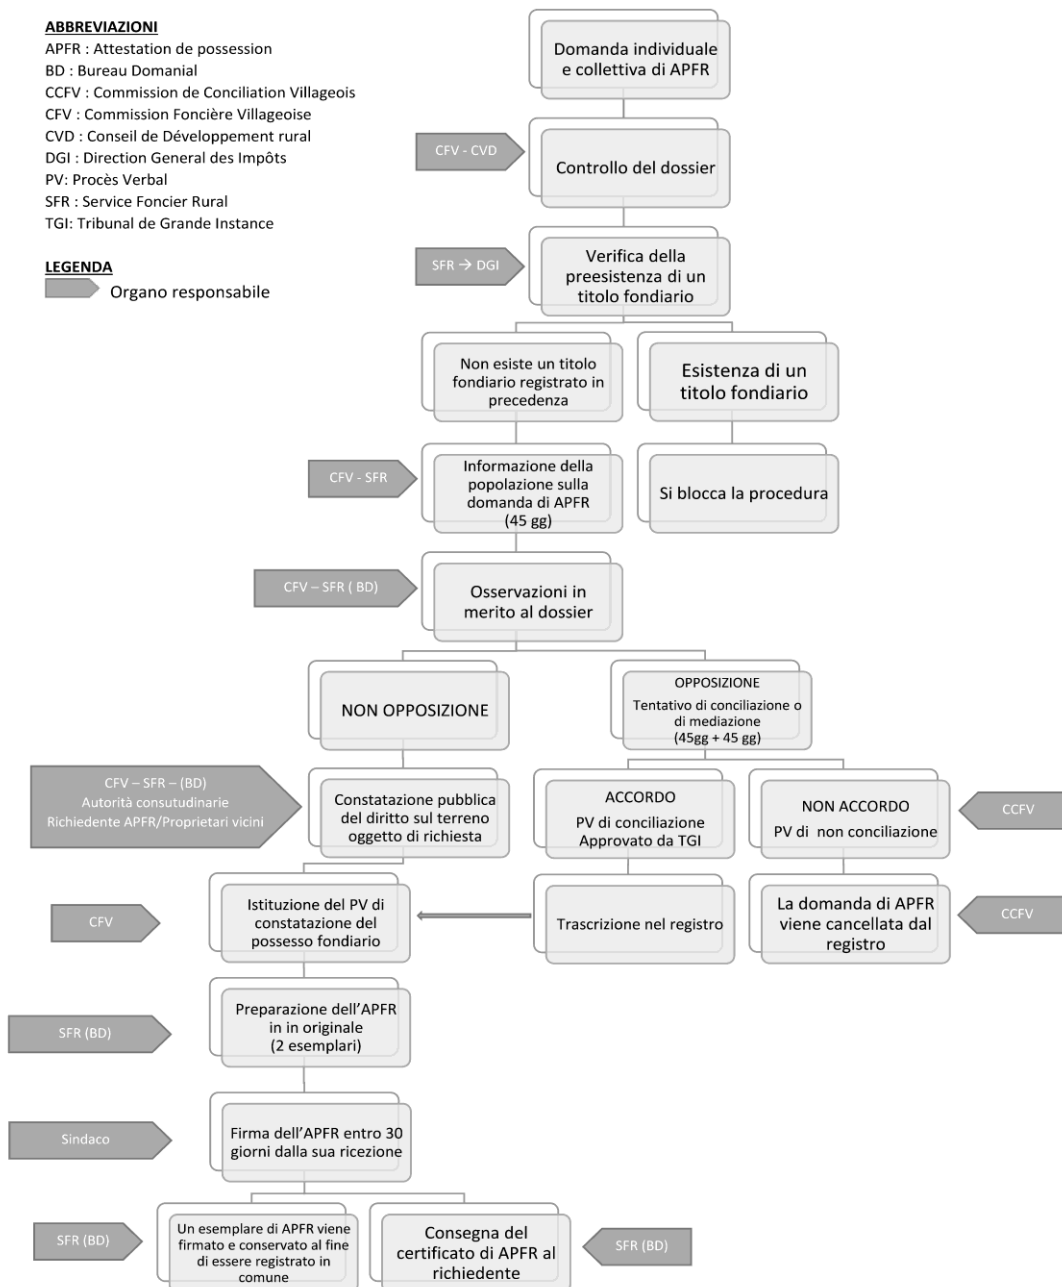 ABBREVIAZIONI
APFR : Attestation de possession
BD : Bureau Domanial
CCFV : Commission de Conciliation Villageois
CFV : Commission Foncière Villageoise
CVD : Conseil de Développement rural
DGI : Direction General des Impôts
PV: Procès Verbal
SFR : Service Foncier Rural
TGI: Tribunal de Grande Instance
LEGENDA
Organo responsabile
Domanda individuale
e collettiva di APFR
CFV - CVD
Controllo del dossier
SFR → DGI
Verifica della
preesistenza di un
titolo fondiario
Non esiste un titolo
fondiario registrato in
precedenza
Esistenza di un
titolo fondiario
CFV - SFR
Informazione della
popolazione sulla
domanda di APFR
(45 gg)
Si blocca la procedura
CFV – SFR ( BD)
Osservazioni in
merito al dossier
NON OPPOSIZIONE
OPPOSIZIONE
Tentativo di conciliazione o
di mediazione
(45gg + 45 gg)
CFV – SFR – (BD)
Autorità consutudinarie
Richiedente APFR/Proprietari vicini
Constatazione pubblica
del diritto sul terreno
oggetto di richiesta
ACCORDO
PV di conciliazione
Approvato da TGI
NON ACCORDO
PV di  non conciliazione
CCFV
CFV
Istituzione del PV di
constatazione del
possesso fondiario
Trascrizione nel registro
La domanda di APFR
viene cancellata dal
registro
CCFV
SFR (BD)
Preparazione dell'APFR
in in originale
(2 esemplari)
Sindaco
Firma dell'APFR entro 30
giorni dalla sua ricezione
SFR (BD)
Un esemplare di APFR viene
firmato e conservato al fine
di essere registrato in
comune
Consegna del
certificato di APFR al
richiedente
SFR (BD)